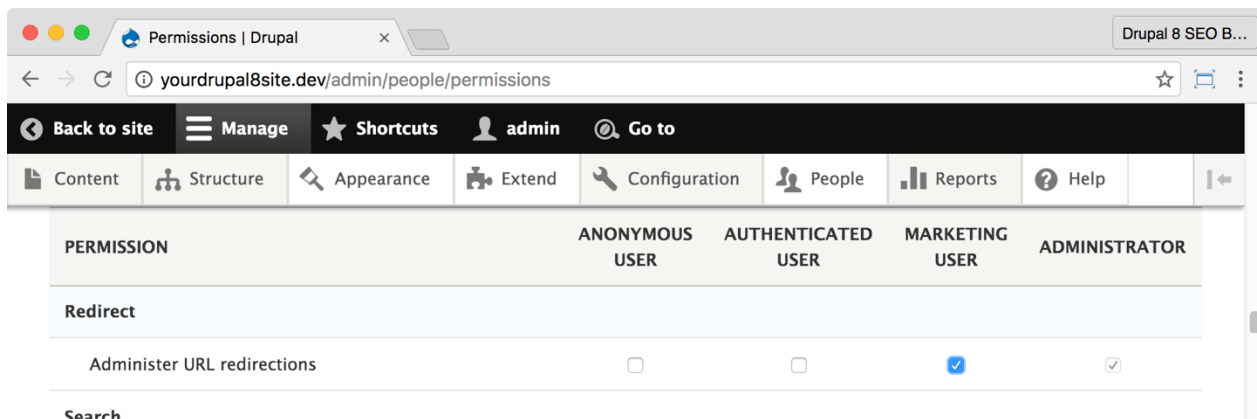 Permissions | Drupal
Drupal 8 SEO B...
yourdrupal8site.dev/admin/people/permissions
Back to site Manage Shortcuts admin Go to
Content Structure Appearance Extend Configuration People Reports Help
PERMISSION ANONYMOUS USER AUTHENTICATED USER MARKETING USER ADMINISTRATOR
Redirect
Administer URL redirections
Search